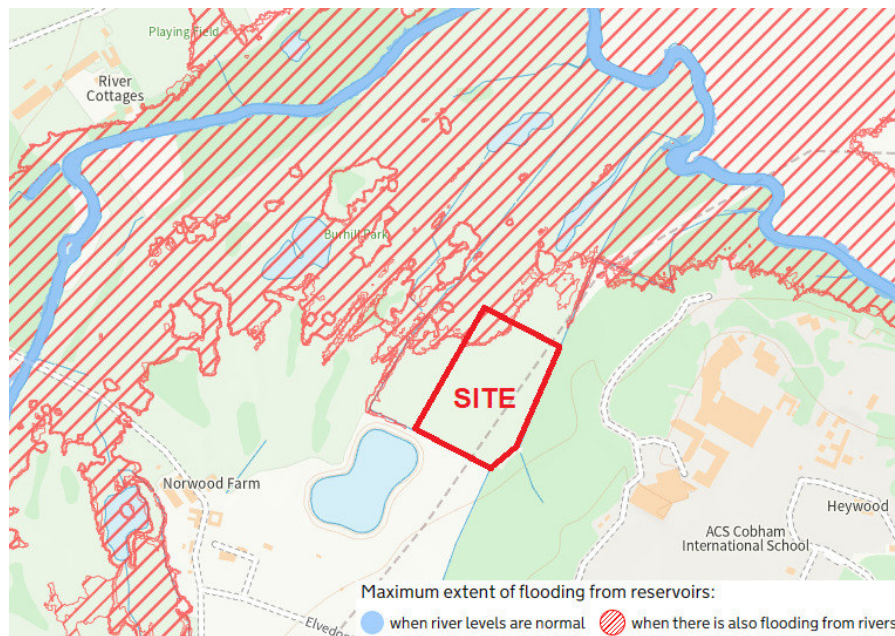 Playing Field
River
Cottages
Burhill Park
SITE
Norwood Farm
ACS Cobham
International School
Heywood
Maximum extent of flooding from reservoirs:
when river levels are normal
when there is also flooding from rivers